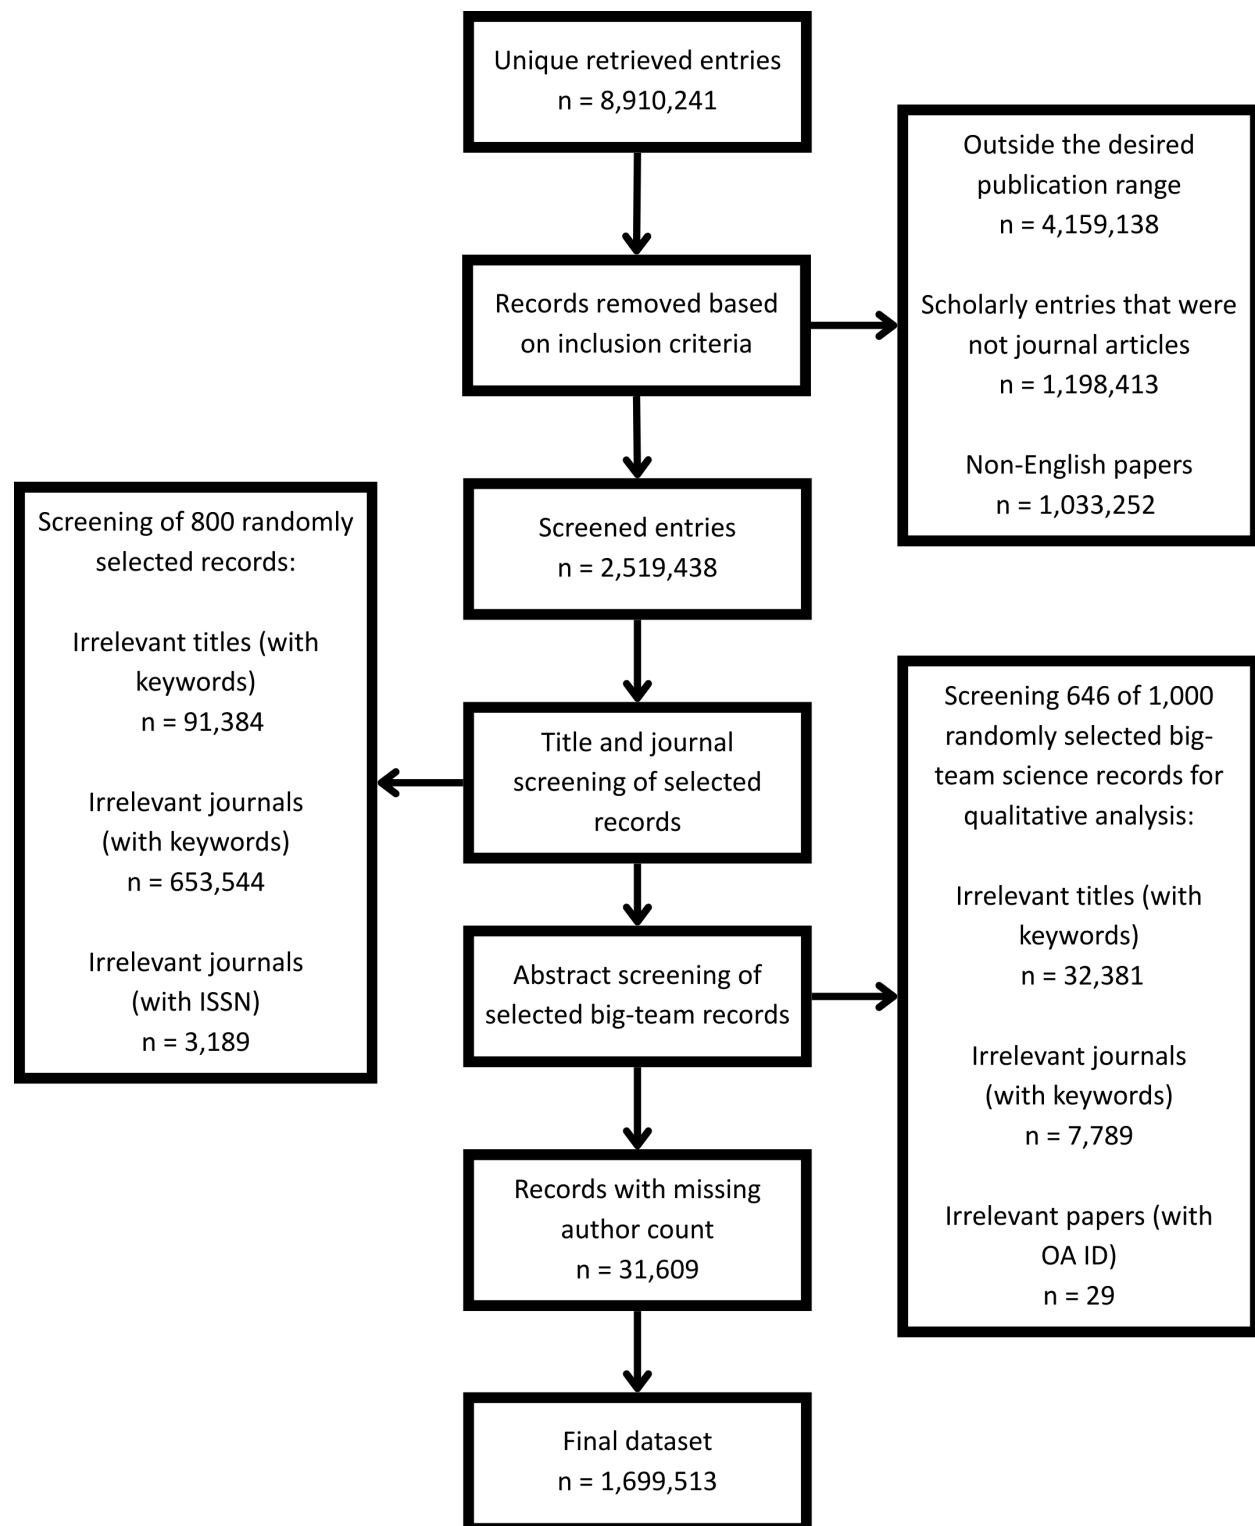 Unique retrieved entries
n = 8,910,241
Records removed based
on inclusion criteria
Outside the desired
publication range
n = 4,159,138
Scholarly entries that were
not journal articles
n = 1,198,413
Non-English papers
n = 1,033,252
Screened entries
n = 2,519,438
Title and journal
screening of selected
records
Screening of 800 randomly
selected records:
Irrelevant titles (with
keywords)
n = 91,384
Irrelevant journals
(with keywords)
n = 653,544
Irrelevant journals
(with ISSN)
n = 3,189
Abstract screening of
selected big-team records
Screening 646 of 1,000
randomly selected big-
team science records for
qualitative analysis:
Irrelevant titles (with
keywords)
n = 32,381
Irrelevant journals
(with keywords)
n = 7,789
Irrelevant papers (with
OA ID)
n = 29
Records with missing
author count
n = 31,609
Final dataset
n = 1,699,513